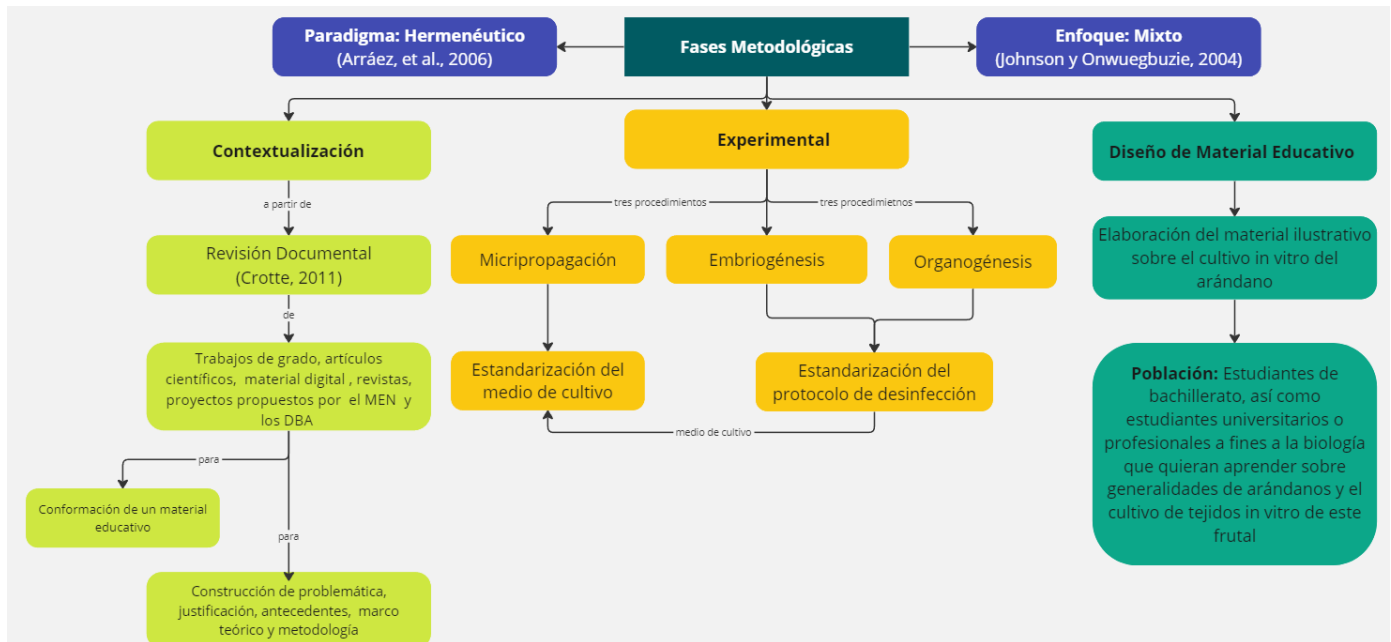 Paradigma: Hermenéutico
(Arráez, et al., 2006)
Fases Metodológicas
Enfoque: Mixto
(Johnson y Onwuegbuzie, 2004)
Contextualización
a partir de
Revisión Documental
(Crotte, 2011)
de
Trabajos de grado, artículos
científicos, material digital , revistas,
proyectos propuestos por el MEN y
los DBA
para
Conformación de un material
educativo
para
Construcción de problemática,
justificación, antecedentes, marco
teórico y metodología
Experimental
tres procedimientos
tres procedimietnos
Micripropagación
Embriogénesis
Organogénesis
Estandarización del
medio de cultivo
Estandarización del
protocolo de desinfección
medio de cultivo
Diseño de Material Educativo
Elaboración del material ilustrativo
sobre el cultivo in vitro del
arándano
Población: Estudiantes de
bachillerato, así como
estudiantes universitarios o
profesionales a fines a la biología
que quieran aprender sobre
generalidades de arándanos y el
cultivo de tejidos in vitro de este
frutal